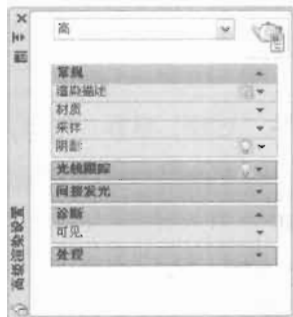 高
常规
渲染描述
材质
采样
阴影
光线跟踪
间接发光
诊断
可见
处理
高级渲染设置